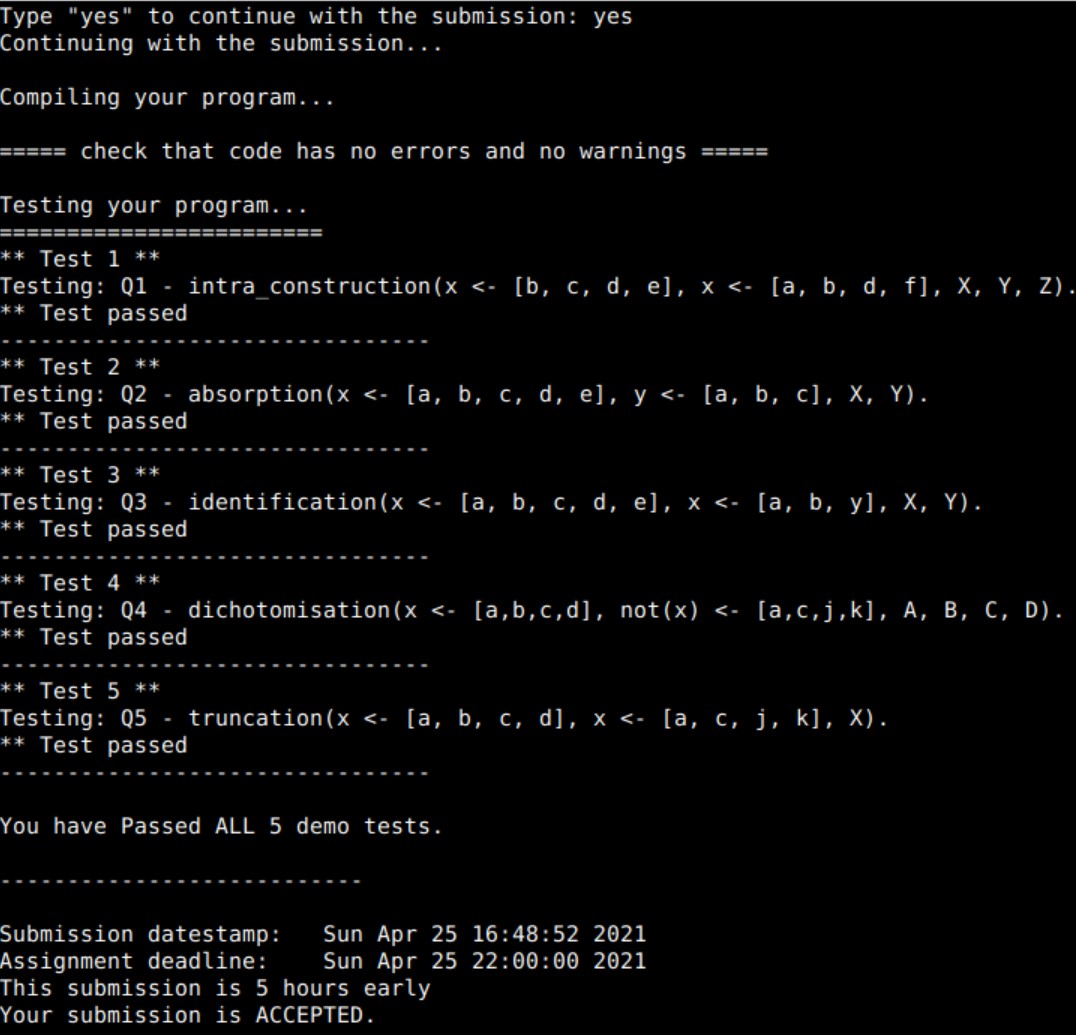 Type "yes" to continue with the submission: yes
Continuing with the submission...
Compiling your program...
===== check that code has no errors and no warnings =====
Testing your program...
========================
** Test 1 **
Testing: Q1 - intra_construction(x <- [b, c, d, e], x <- [a, b, d, f], X, Y, Z).
** Test passed
--------------------------------
** Test 2 **
Testing: Q2 - absorption(x <- [a, b, c, d, e], y <- [a, b, c], X, Y).
** Test passed
--------------------------------
** Test 3 **
Testing: Q3 - identification(x <- [a, b, c, d, e], x <- [a, b, y], X, Y).
** Test passed
--------------------------------
** Test 4 **
Testing: Q4 - dichotomisation(x <- [a,b,c,d], not(x) <- [a,c,j,k], A, B, C, D).
** Test passed
--------------------------------
** Test 5 **
Testing: Q5 - truncation(x <- [a, b, c, d], x <- [a, c, j, k], X).
** Test passed
--------------------------------
You have Passed ALL 5 demo tests.
---------------------------
Submission datestamp:   Sun Apr 25 16:48:52 2021
Assignment deadline:    Sun Apr 25 22:00:00 2021
This submission is 5 hours early
Your submission is ACCEPTED.